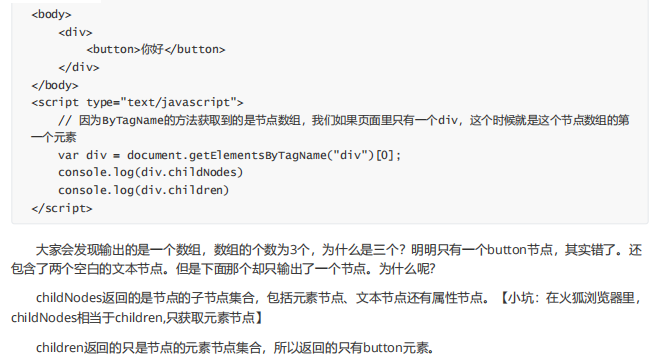 <body>
    <div>
        <button>你好</button>
    </div>
</body>
<script type="text/javascript">
    // 因为ByTagName的方法获取到的是节点数组，我们如果页面里只有一个div，这个时候就是这个节点数组的第
一个元素
    var div = document.getElementsByTagName("div")[0];
    console.log(div.childNodes)
    console.log(div.children)
</script>
大家会发现输出的是一个数组，数组的个数为3个，为什么是三个？明明只有一个button节点，其实错了。还
包含了两个空白的文本节点。但是下面那个却只输出了一个节点。为什么呢？
childNodes返回的是节点的子节点集合，包括元素节点、文本节点还有属性节点。【小坑：在火狐浏览器里，
childNodes相当于children,只获取元素节点】
children返回的只是节点的元素节点集合，所以返回的只有button元素。